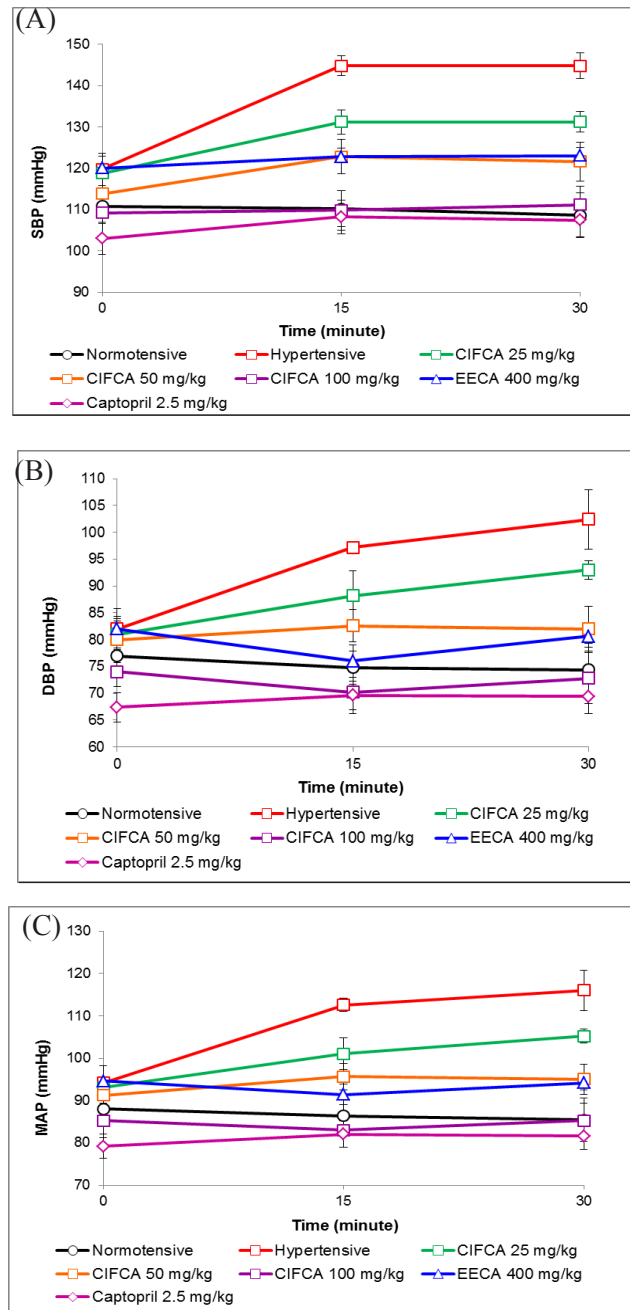 (A)
150
140
130
120
110
100
90
SBP (mmHg)
0 15 30
Time (minute)
Normotensive Hypertensive CIFCA 25 mg/kg
CIFCA 50 mg/kg CIFCA 100 mg/kg EECA 400 mg/kg
Captopril 2.5 mg/kg
(B)
110
105
100
95
90
85
80
75
70
65
60
DBP (mmHg)
0 15 30
Time (minute)
Normotensive Hypertensive CIFCA 25 mg/kg
CIFCA 50 mg/kg CIFCA 100 mg/kg EECA 400 mg/kg
Captopril 2.5 mg/kg
(C)
130
120
110
100
90
80
70
MAP (mmHg)
0 15 30
Time (minute)
Normotensive Hypertensive CIFCA 25 mg/kg
CIFCA 50 mg/kg CIFCA 100 mg/kg EECA 400 mg/kg
Captopril 2.5 mg/kg